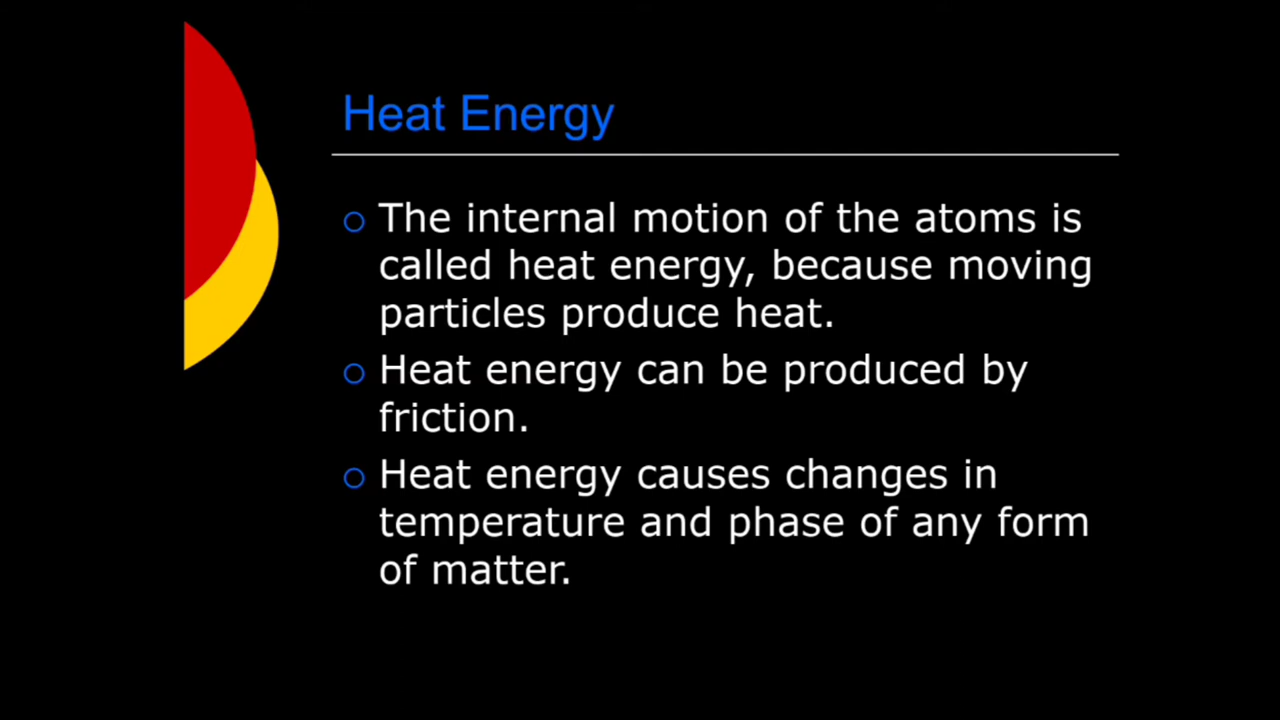 Heat Energy
The internal motion of the atoms is
called heat energy, because moving
particles produce heat.
Heat energy can be produced by
friction.
Heat energy causes changes in
temperature and phase of any form
of matter.